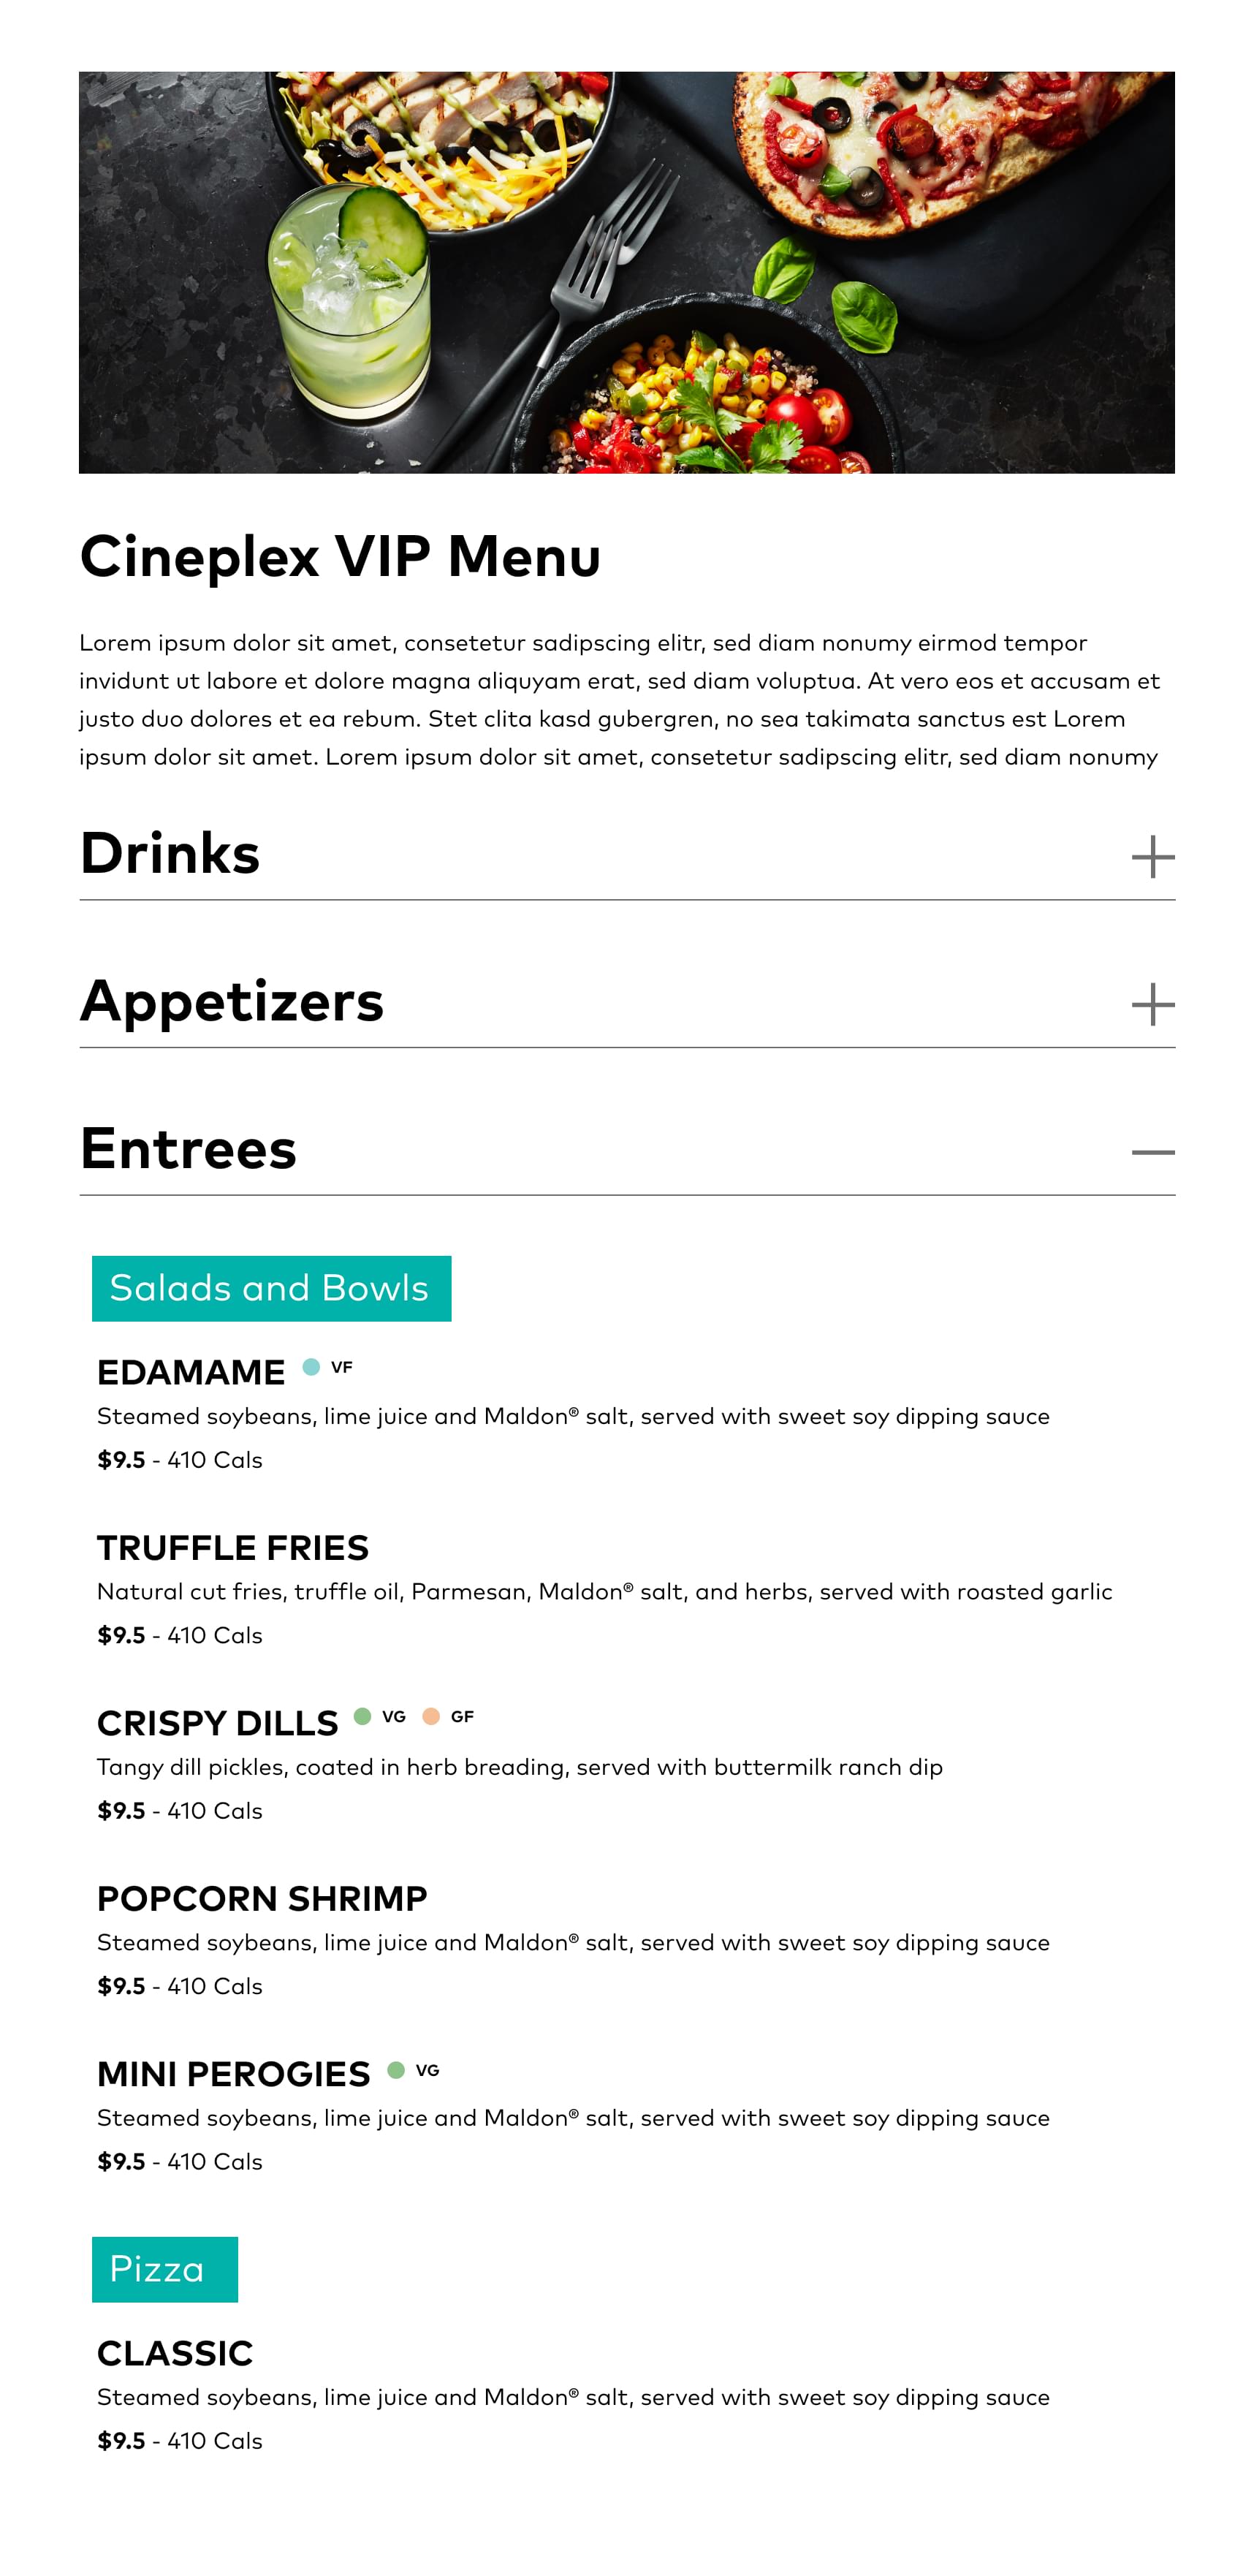 Cineplex VIP Menu
Lorem ipsum dolor sit amet, consetetur sadipscing elitr, sed diam nonumy eirmod tempor
invidunt ut labore et dolore magna aliquyam erat, sed diam voluptua. At vero eos et accusam et
justo duo dolores et ea rebum. Stet clita kasd gubergren, no sea takimata sanctus est Lorem
ipsum dolor sit amet. Lorem ipsum dolor sit amet, consetetur sadipscing elitr, sed diam nonumy
Drinks
Appetizers
Entrees
Salads and Bowls
EDAMAME VF
Steamed soybeans, lime juice and Maldon® salt, served with sweet soy dipping sauce
$9.5 - 410 Cals
TRUFFLE FRIES
Natural cut fries, truffle oil, Parmesan, Maldon® salt, and herbs, served with roasted garlic
$9.5 - 410 Cals
CRISPY DILLS VG GF
Tangy dill pickles, coated in herb breading, served with buttermilk ranch dip
$9.5 - 410 Cals
POPCORN SHRIMP
Steamed soybeans, lime juice and Maldon® salt, served with sweet soy dipping sauce
$9.5 - 410 Cals
MINI PEROGIES VG
Steamed soybeans, lime juice and Maldon® salt, served with sweet soy dipping sauce
$9.5 - 410 Cals
Pizza
CLASSIC
Steamed soybeans, lime juice and Maldon® salt, served with sweet soy dipping sauce
$9.5 - 410 Cals